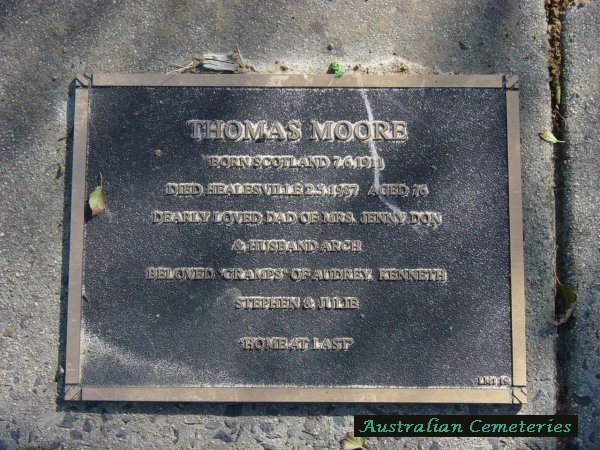 THOMAS MOORE
BORN SCOTLAND 7.6.1911
DIED HEALESVILLE 2.3.1987 AGED 76
DEARLY LOVED DAD OF MRS. JENNY DON
& HUSBAND ARCH
BELOVED 'GRAMPS' OF AUDREY, KENNETH
STEPHEN & JULIE
'HOME AT LAST'
Australian Cemeteries